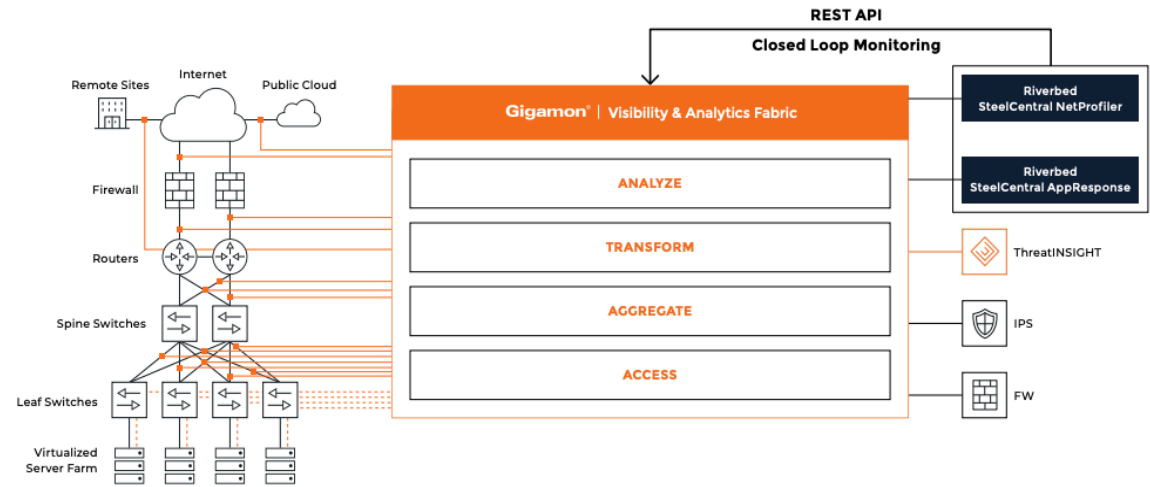 REST API
Closed Loop Monitoring
Internet
Remote Sites
Public Cloud
Firewall
Routers
Spine Switches
Leaf Switches
Virtualized
Server Farm
Gigamon® | Visibility & Analytics Fabric
ANALYZE
TRANSFORM
AGGREGATE
ACCESS
Riverbed
SteelCentral NetProfiler
Riverbed
SteelCentral AppResponse
ThreatINSIGHT
IPS
FW